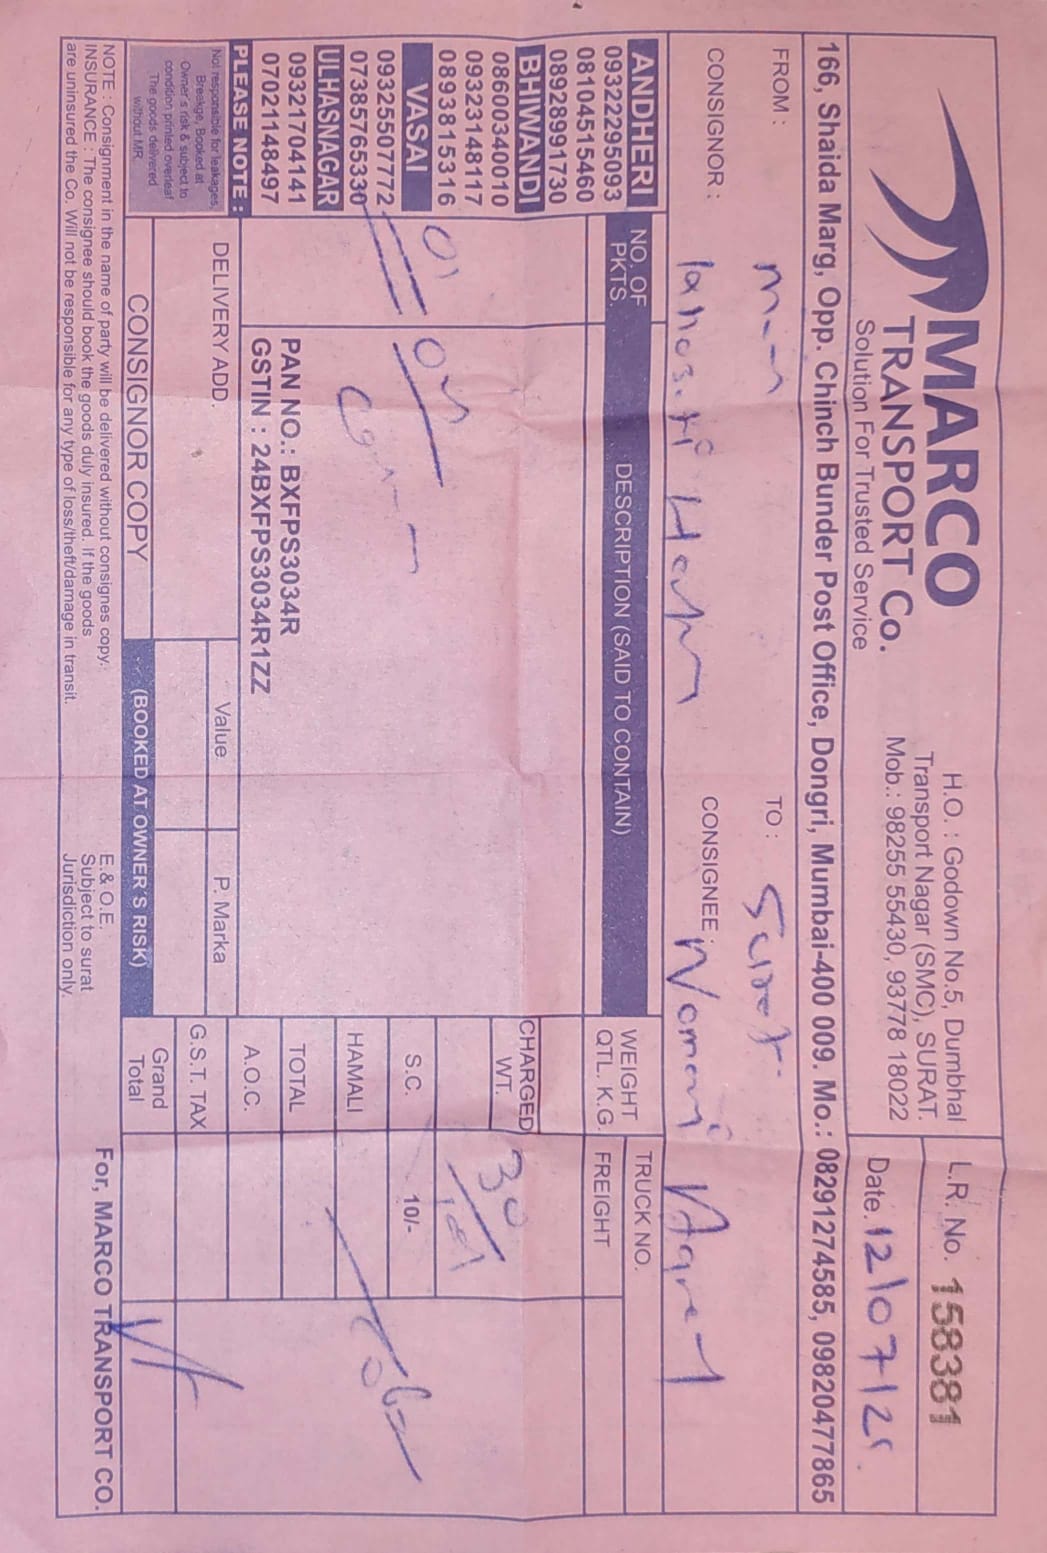 MARCO
TRANSPORT Co.
Solution For Trusted Service
H.O. : Godown No.5, Dumbhal
Transport Nagar (SMC), SURAT.
Mob.: 98255 55430, 93778 18022
L.R. No. 158381
Date. 12/07/25
166, Shaida Marg, Opp. Chinch Bunder Post Office, Dongri, Mumbai-400 009. Mo.: 08291274585, 09820477865
FROM :
TO : Surat
CONSIGNOR :
CONSIGNEE :
ANDHERI
09322295093
08104515460
08928991730
BHIWANDI
08600340010
09323148117
0893815316
VASAI
09325507772
07385765330
ULHASNAGAR
09321704141
07021148497
PLEASE NOTE :
Not responsible for leakages,
Breakge, Booked at
Owner's risk & subject to
condition printed overleaf
The goods delivered
without MR.
NO. OF
PKTS.
DESCRIPTION (SAID TO CONTAIN)
WEIGHT
QTL. K.G.
TRUCK NO.
FREIGHT
01
CHARGED
WT.
30
S.C. 10/-
HAMALI
TOTAL
A.O.C.
G.S.T. TAX
Grand
Total
PAN NO.: BXFPS3034R
GSTIN : 24BXFPS3034R1ZZ
DELIVERY ADD.
Value
P. Marka
CONSIGNOR COPY
(BOOKED AT OWNER'S RISK)
NOTE : Consignment in the name of party will be delivered without consignes copy.
INSURANCE : The consignee should book the goods duly insured. If the goods
are uninsured the Co. Will not be responsible for any type of loss/theft/damage in transit.
E.& O.E.
Subject to surat
Jurisdiction only.
For, MARCO TRANSPORT CO.